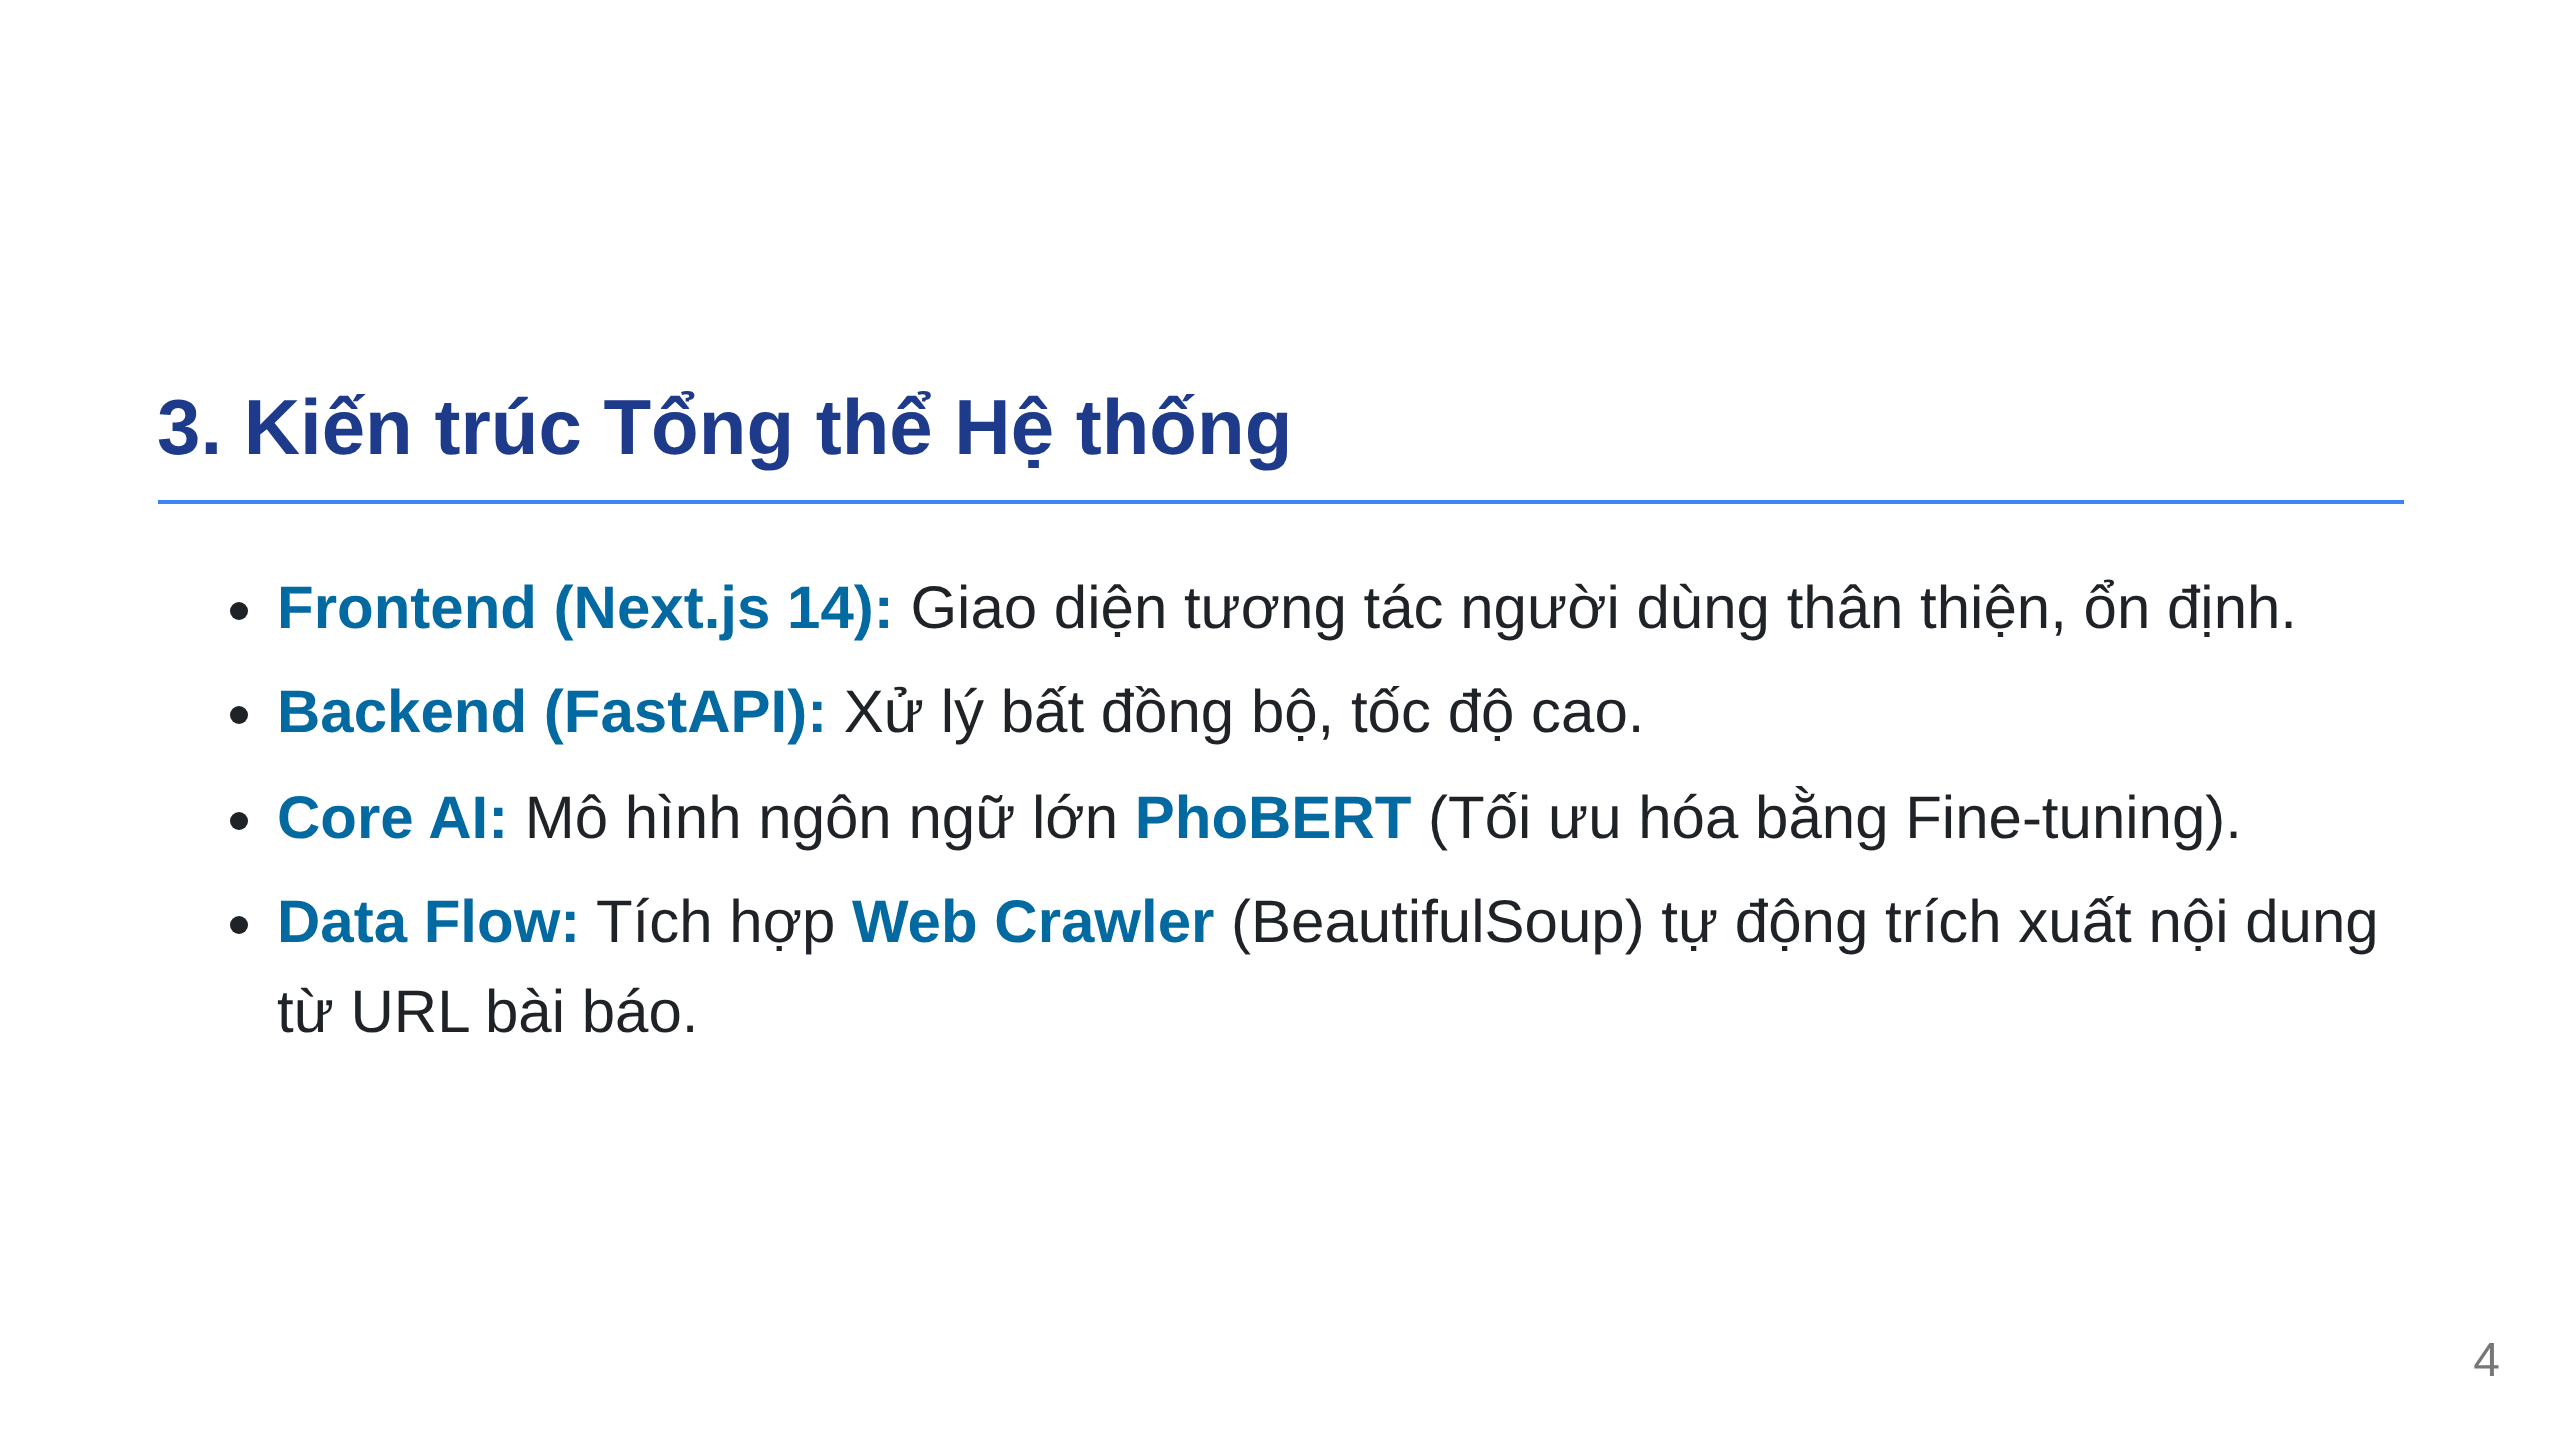 3. Kiến trúc Tổng thể Hệ thống
• Frontend (Next.js 14): Giao diện tương tác người dùng thân thiện, ổn định.
• Backend (FastAPI): Xử lý bất đồng bộ, tốc độ cao.
• Core AI: Mô hình ngôn ngữ lớn PhoBERT (Tối ưu hóa bằng Fine-tuning).
• Data Flow: Tích hợp Web Crawler (BeautifulSoup) tự động trích xuất nội dung
từ URL bài báo.
4